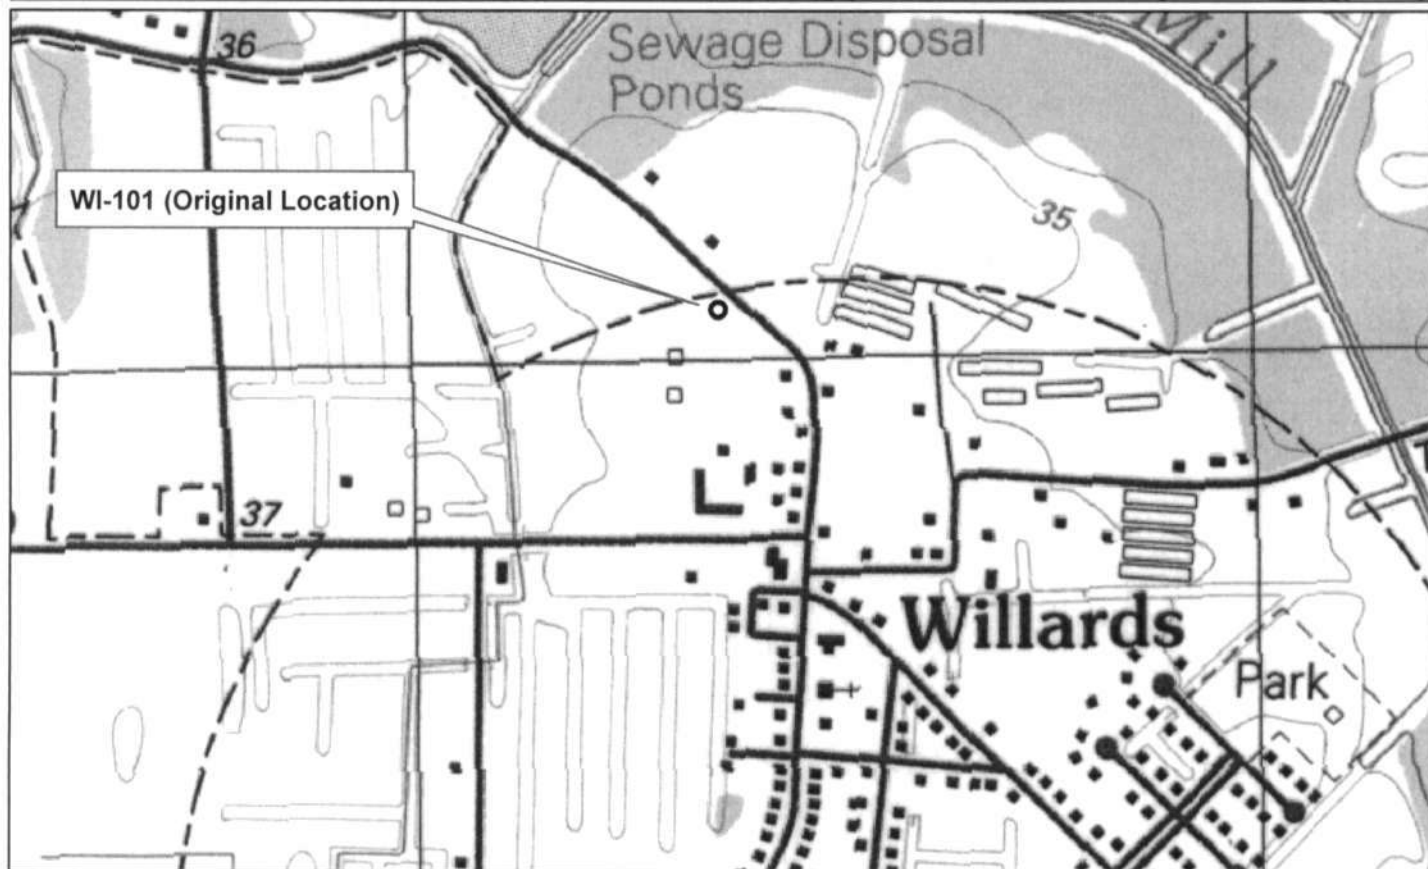 36
Sewage Disposal
Ponds
Mill
WI-101 (Original Location)
35
37
Willards
Park